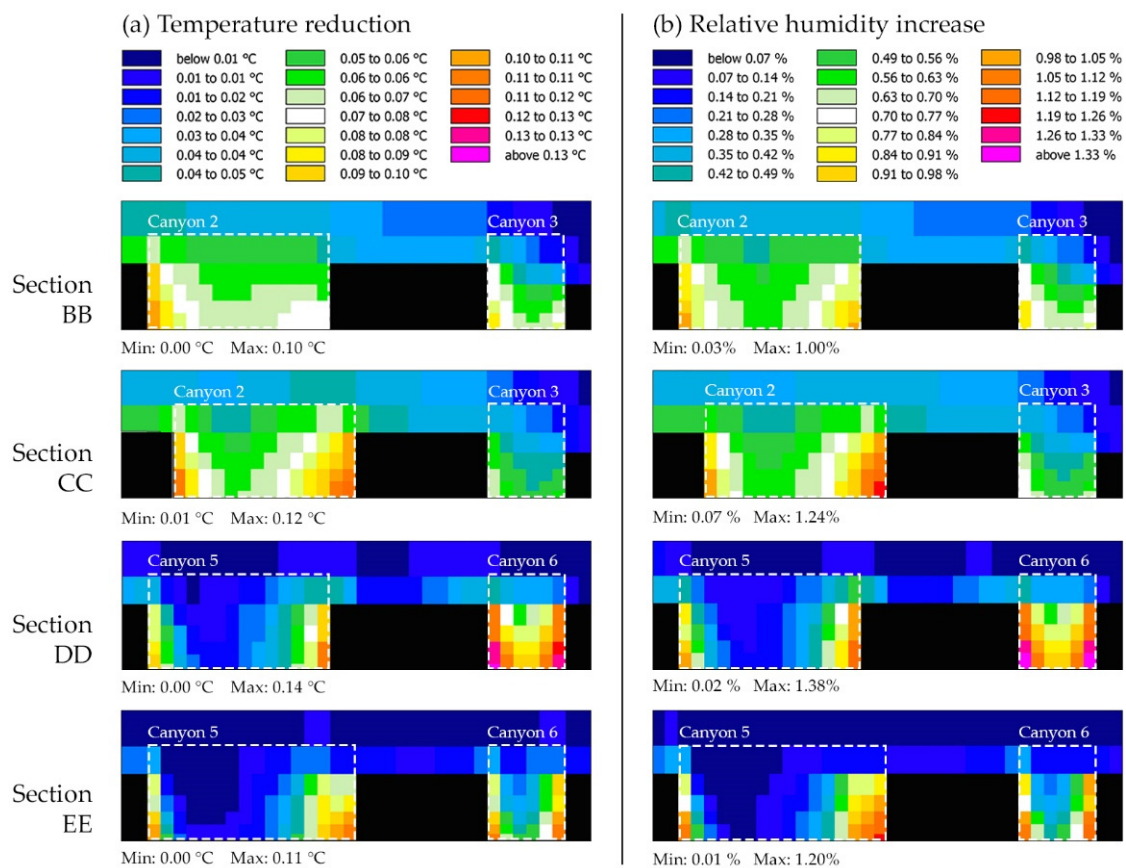 (a) Temperature reduction
below 0.01 °C
0.01 to 0.01 °C
0.01 to 0.02 °C
0.02 to 0.03 °C
0.03 to 0.04 °C
0.04 to 0.04 °C
0.04 to 0.05 °C
0.05 to 0.06 °C
0.06 to 0.06 °C
0.06 to 0.07 °C
0.07 to 0.08 °C
0.08 to 0.08 °C
0.08 to 0.09 °C
0.09 to 0.10 °C
0.10 to 0.11 °C
0.11 to 0.11 °C
0.11 to 0.12 °C
0.12 to 0.13 °C
0.13 to 0.13 °C
above 0.13 °C
(b) Relative humidity increase
below 0.07 %
0.07 to 0.14 %
0.14 to 0.21 %
0.21 to 0.28 %
0.28 to 0.35 %
0.35 to 0.42 %
0.42 to 0.49 %
0.49 to 0.56 %
0.56 to 0.63 %
0.63 to 0.70 %
0.70 to 0.77 %
0.77 to 0.84 %
0.84 to 0.91 %
0.91 to 0.98 %
0.98 to 1.05 %
1.05 to 1.12 %
1.12 to 1.19 %
1.19 to 1.26 %
1.26 to 1.33 %
above 1.33 %
Section
BB
Canyon 2
Canyon 3
Min: 0.00 °C Max: 0.10 °C
Canyon 2
Canyon 3
Min: 0.03% Max: 1.00%
Section
CC
Canyon 2
Canyon 3
Min: 0.01 °C Max: 0.12 °C
Canyon 2
Canyon 3
Min: 0.07 % Max: 1.24%
Section
DD
Canyon 5
Canyon 6
Min: 0.00 °C Max: 0.14 °C
Canyon 5
Canyon 6
Min: 0.02 % Max: 1.38%
Section
EE
Canyon 5
Canyon 6
Min: 0.00 °C Max: 0.11 °C
Canyon 5
Canyon 6
Min: 0.01 % Max: 1.20%